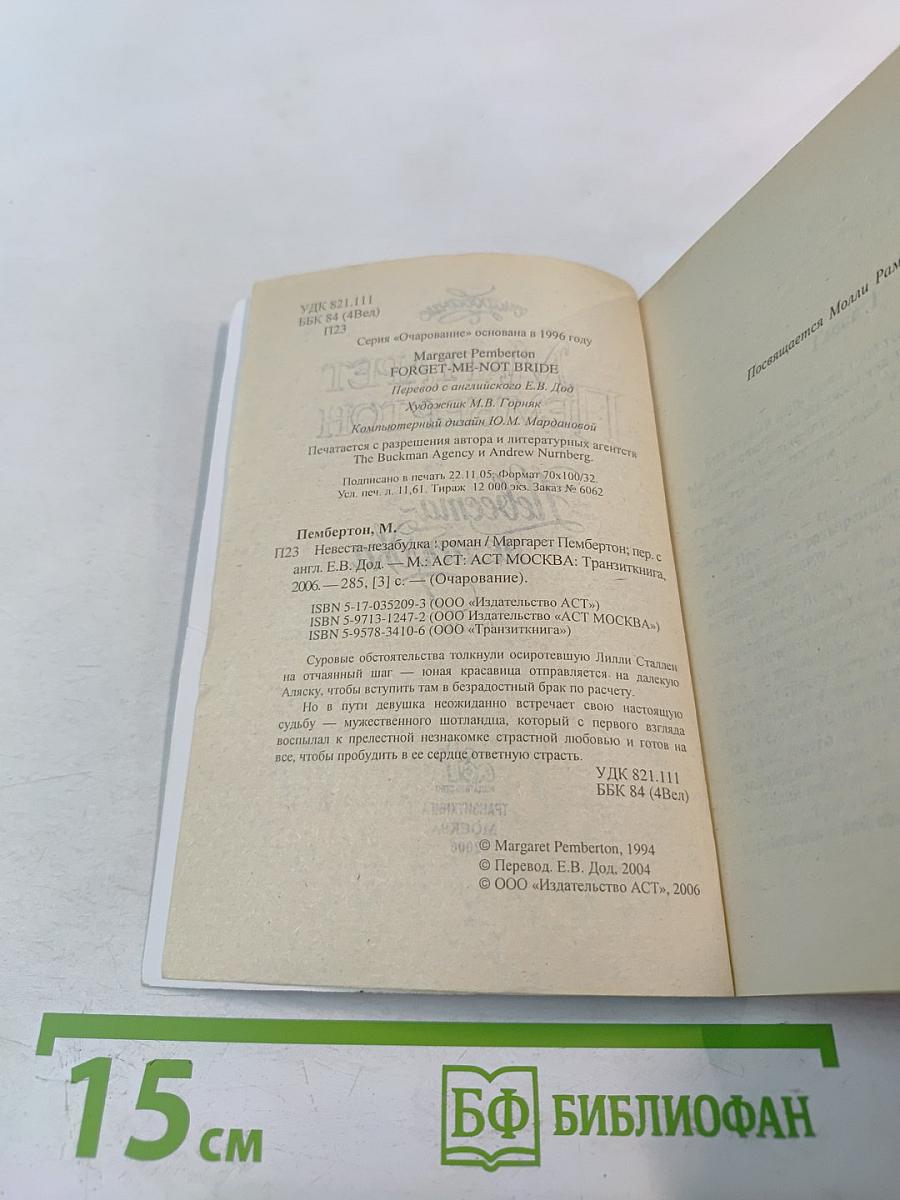 УДК 821.111
ББК 84 (4Вел)
П23
Серия «Очарование» основана в 1996 году
Margaret Pemberton
FORGET-ME-NOT BRIDE
Перевод с английского Е.В. Дод
Художник М.В. Горняк
Компьютерный дизайн Ю.М. Мардановой
Печатается с разрешения автора и литературных агентств
The Buckman Agency и Andrew Nurnberg.
Подписано в печать 22.11.05. Формат 70х100/32.
Усл. печ. л. 11,61. Тираж 12 000 экз. Заказ № 6062
Пембертон, М.
П23 Невеста-незабудка : роман / Маргарет Пембертон; пер. с
англ. Е.В. Дод. — М.: АСТ: АСТ МОСКВА: Транзиткнига,
2006. — 285, [3] с. — (Очарование).
ISBN 5-17-035209-3 (ООО «Издательство АСТ»)
ISBN 5-9713-1247-2 (ООО Издательство «АСТ МОСКВА»)
ISBN 5-9578-3410-6 (ООО «Транзиткнига»)
Суровые обстоятельства толкнули осиротевшую Лилли Сталлен
на отчаянный шаг — юная красавица отправляется на далекую
Аляску, чтобы вступить там в безрадостный брак по расчету.
Но в пути девушка неожиданно встречает свою настоящую
судьбу — мужественного шотландца, который с первого взгляда
воспылал к прелестной незнакомке страстной любовью и готов на
все, чтобы пробудить в ее сердце ответную страсть.
УДК 821.111
ББК 84 (4Вел)
© Margaret Pemberton, 1994
© Перевод. Е.В. Дод, 2004
© ООО «Издательство АСТ», 2006
Посвящается Молли
15 см
БФ БИБЛИОФАН